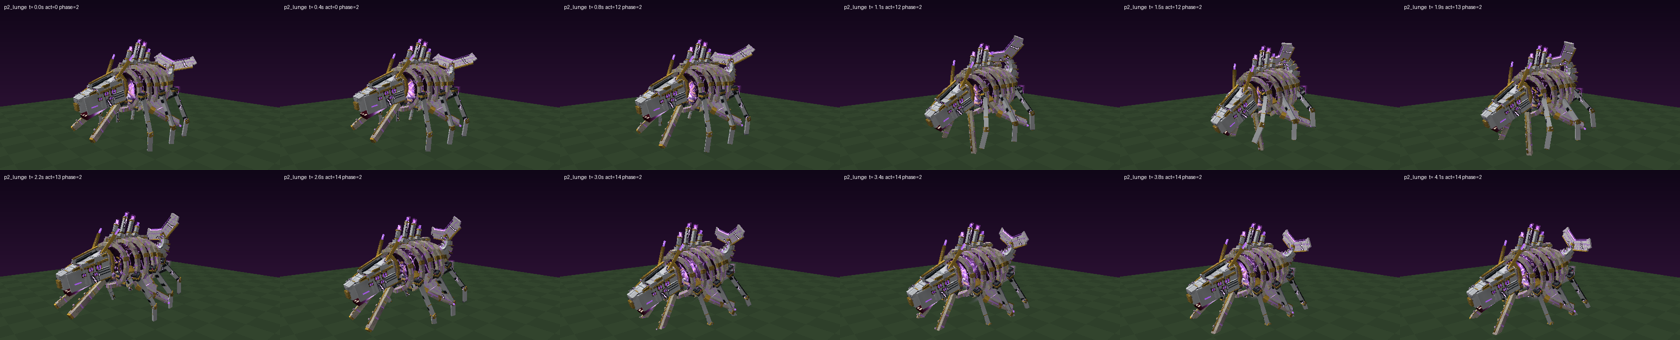 p2_lunge t= 0.0s act=0 phase=2
p2_lunge t= 0.4s act=0 phase=2
p2_lunge t= 0.8s act=12 phase=2
p2_lunge t= 1.1s act=12 phase=2
p2_lunge t= 1.5s act=12 phase=2
p2_lunge t= 1.9s act=13 phase=2
p2_lunge t= 2.2s act=13 phase=2
p2_lunge t= 2.6s act=14 phase=2
p2_lunge t= 3.0s act=14 phase=2
p2_lunge t= 3.4s act=14 phase=2
p2_lunge t= 3.8s act=14 phase=2
p2_lunge t= 4.1s act=14 phase=2